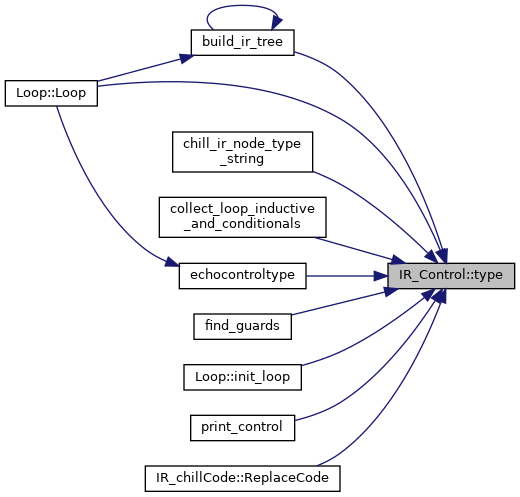 build_ir_tree
Loop::Loop
chill_ir_node_type
_string
collect_loop_inductive
_and_conditionals
echocontroltype
IR_Control::type
find_guards
Loop::init_loop
print_control
IR_chillCode::ReplaceCode